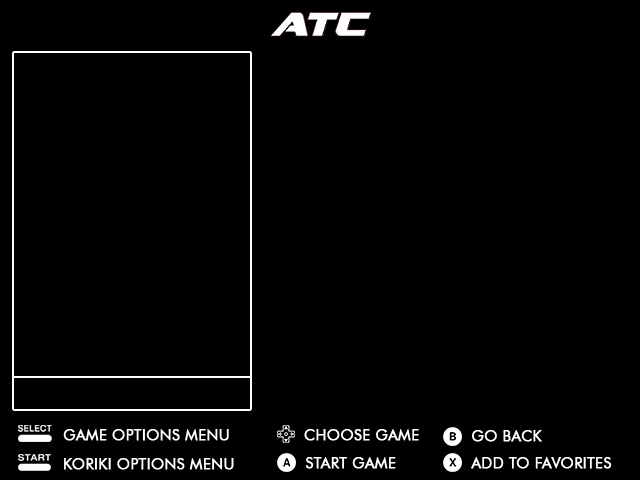 ATC
SELECT GAME OPTIONS MENU
CHOOSE GAME
B GO BACK
START KORIKI OPTIONS MENU
A START GAME
X ADD TO FAVORITES